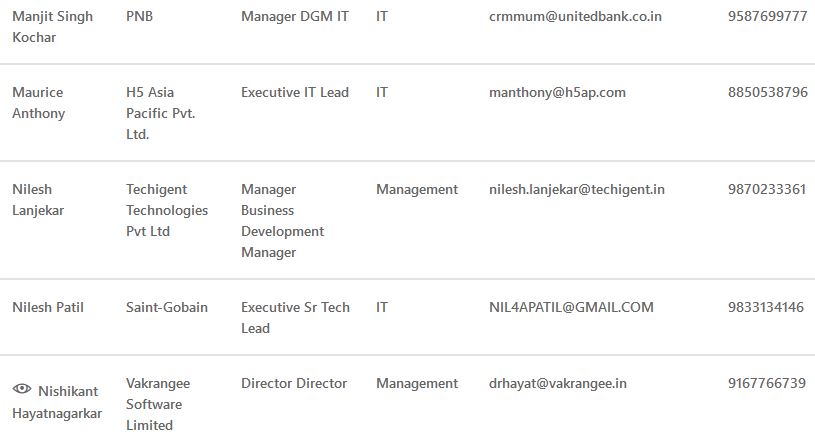 Manjit Singh PNB Manager DGM IT IT crmmum@unitedbank.co.in 9587699777
Kochar
Maurice H5 Asia Executive IT Lead IT manthony@h5ap.com 8850538796
Anthony Pacific Pvt.
Ltd.
Nilesh Techigent Manager Management nilesh.lanjekar@techigent.in 9870233361
Lanjekar Technologies Business
Pvt Ltd Development
Manager
Nilesh Patil Saint-Gobain Executive Sr Tech IT NIL4APATIL@GMAIL.COM 9833134146
Lead
Nishikant Vakrangee Director Director Management drhayat@vakrangee.in 9167766739
Hayatnagarkar Software
Limited